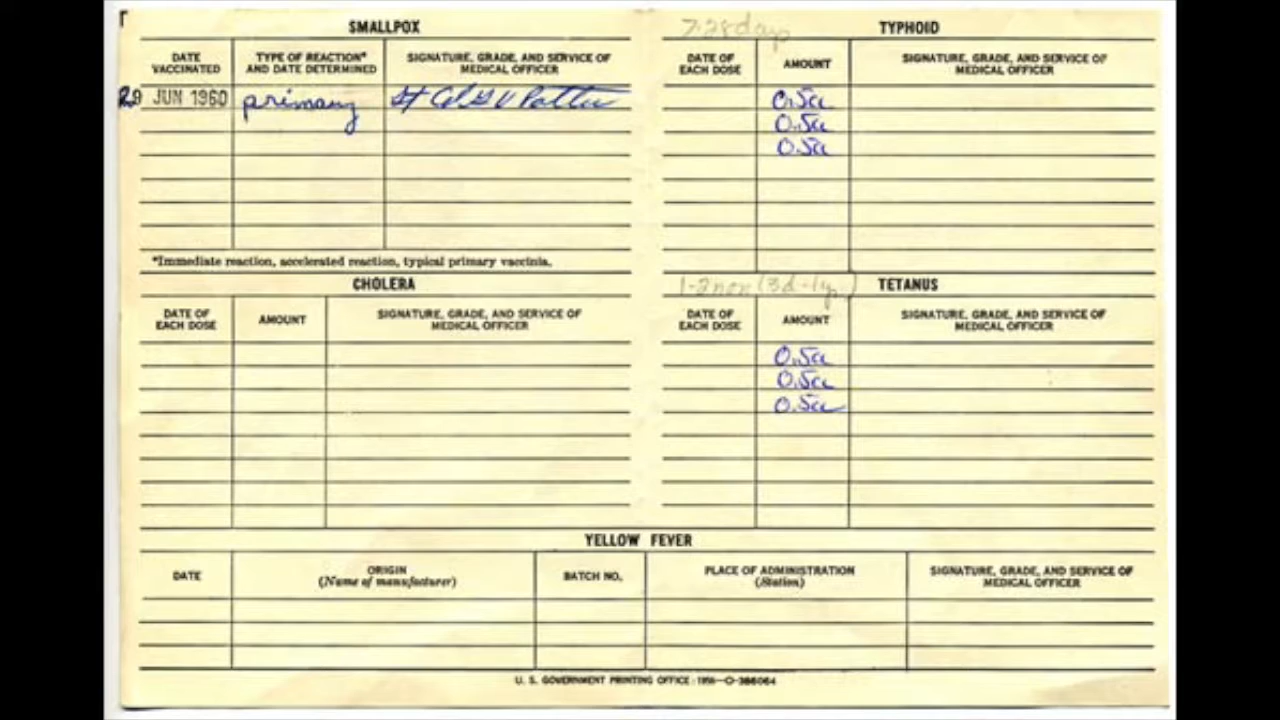 SMALLPOX
DATE VACCINATED
TYPE OF REACTION* AND DATE DETERMINED
SIGNATURE, GRADE, AND SERVICE OF MEDICAL OFFICER
29 JUN 1960 primary
*Immediate reaction, accelerated reaction, typical primary vaccinia.
7-28 days
TYPHOID
DATE OF EACH DOSE
AMOUNT
SIGNATURE, GRADE, AND SERVICE OF MEDICAL OFFICER
0.5cc
0.5cc
0.5cc
CHOLERA
DATE OF EACH DOSE
AMOUNT
SIGNATURE, GRADE, AND SERVICE OF MEDICAL OFFICER
TETANUS
DATE OF EACH DOSE
AMOUNT
SIGNATURE, GRADE, AND SERVICE OF MEDICAL OFFICER
0.5cc
0.5cc
0.5cc
YELLOW FEVER
DATE
ORIGIN
(Name of manufacturer)
BATCH NO.
PLACE OF ADMINISTRATION
(Station)
SIGNATURE, GRADE, AND SERVICE OF MEDICAL OFFICER
U. S. GOVERNMENT PRINTING OFFICE